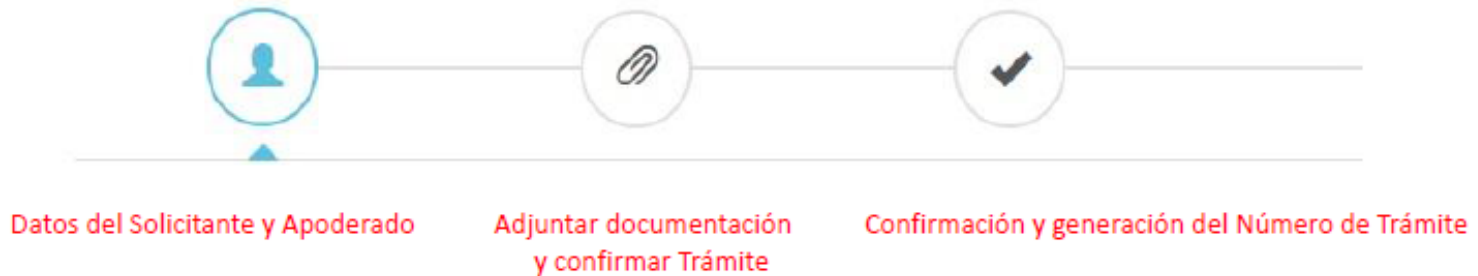 Datos del Solicitante y Apoderado
Adjuntar documentación
y confirmar Trámite
Confirmación y generación del Número de Trámite